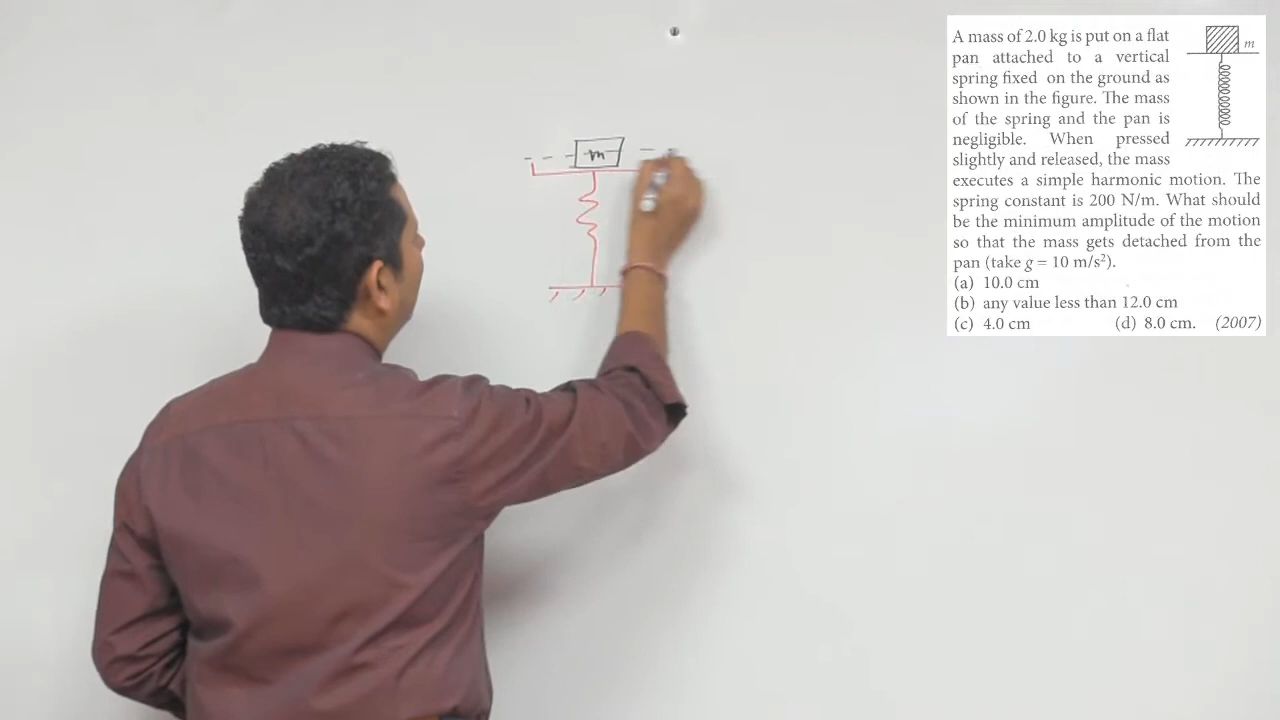 m
A mass of 2.0 kg is put on a flat
pan attached to a vertical
spring fixed on the ground as
shown in the figure. The mass
of the spring and the pan is
negligible. When pressed
slightly and released, the mass
executes a simple harmonic motion. The
spring constant is 200 N/m. What should
be the minimum amplitude of the motion
so that the mass gets detached from the
pan (take g = 10 m/s²).
(a) 10.0 cm
(b) any value less than 12.0 cm
(c) 4.0 cm (d) 8.0 cm. (2007)
m